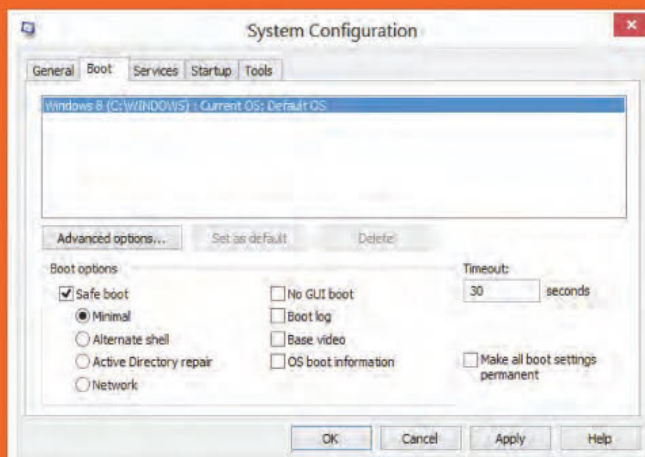 System Configuration
General Boot Services Startup Tools
Windows 8 (C:\WINDOWS) : Current OS; Default OS
Advanced options... Set as default Delete
Boot options Timeout:
Safe boot No GUI boot 30 seconds
Minimal Boot log
Alternate shell Base video
Active Directory repair OS boot information Make all boot settings
permanent
Network
OK Cancel Apply Help